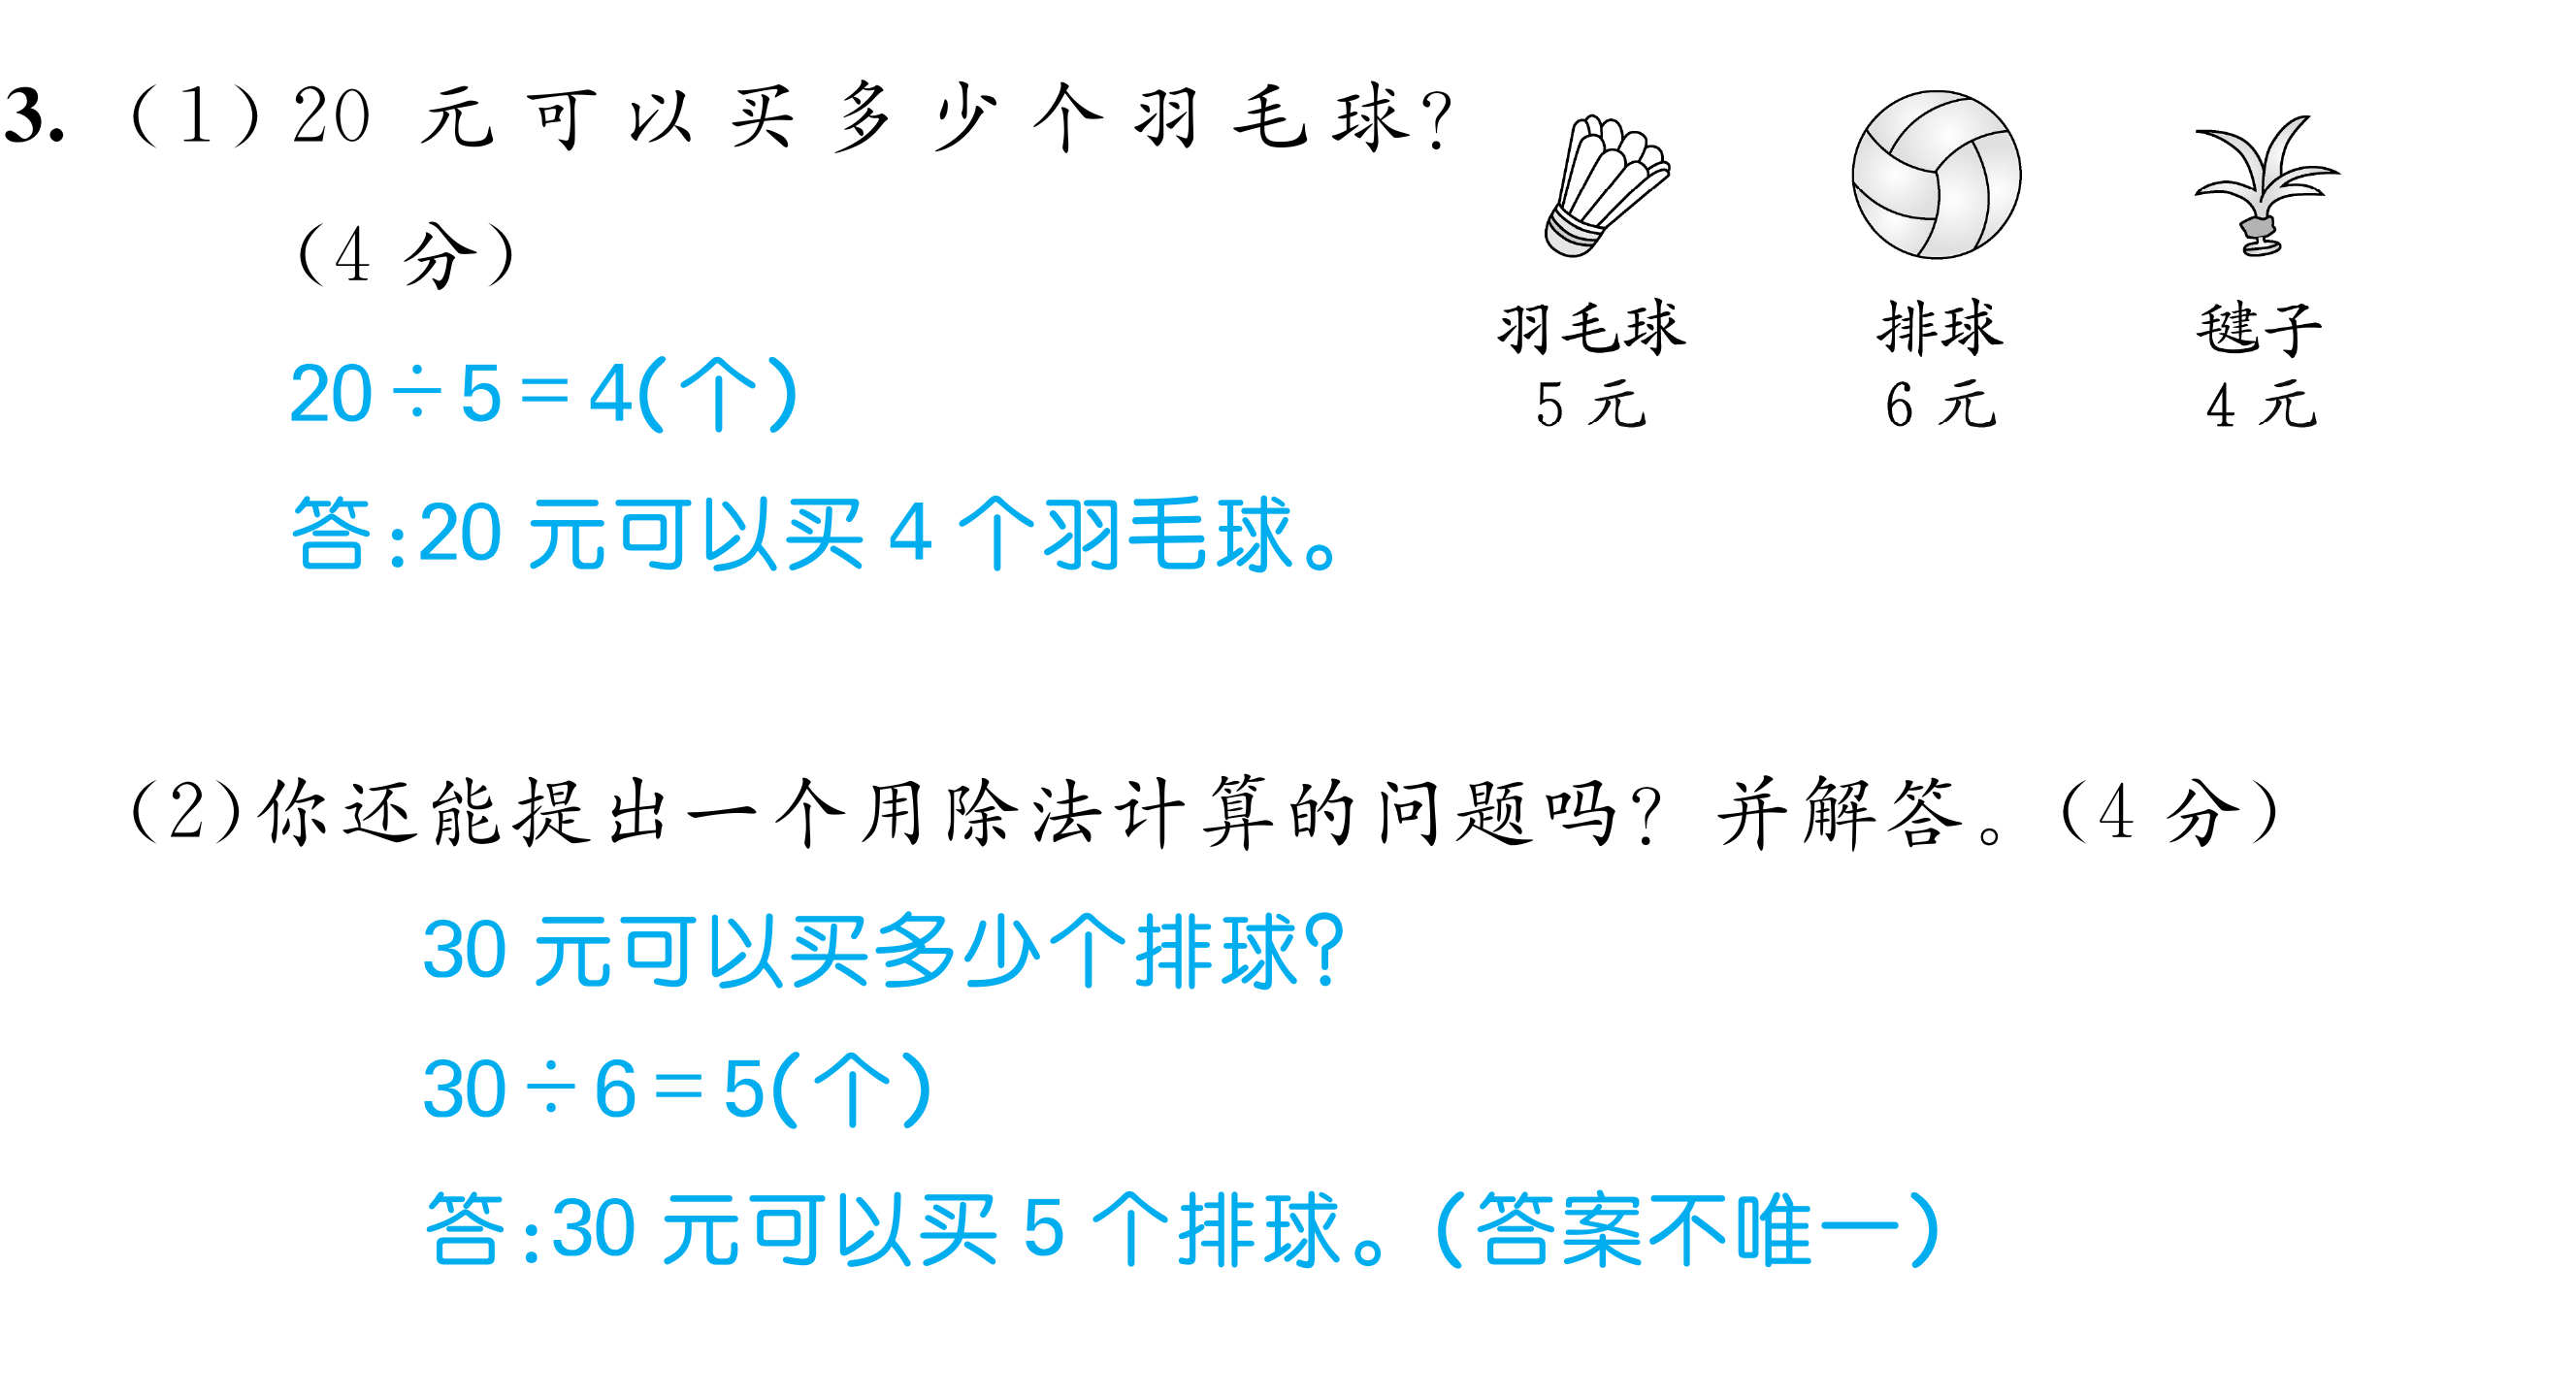 3. （1）20 元可以买多少个羽毛球？
（4 分）
羽毛球 排球 毽子
5 元 6 元 4 元
20÷5=4(个)
答:20 元可以买 4 个羽毛球。
（2）你还能提出一个用除法计算的问题吗？并解答。（4 分）
30 元可以买多少个排球?
30÷6=5(个)
答:30 元可以买 5 个排球。(答案不唯一)